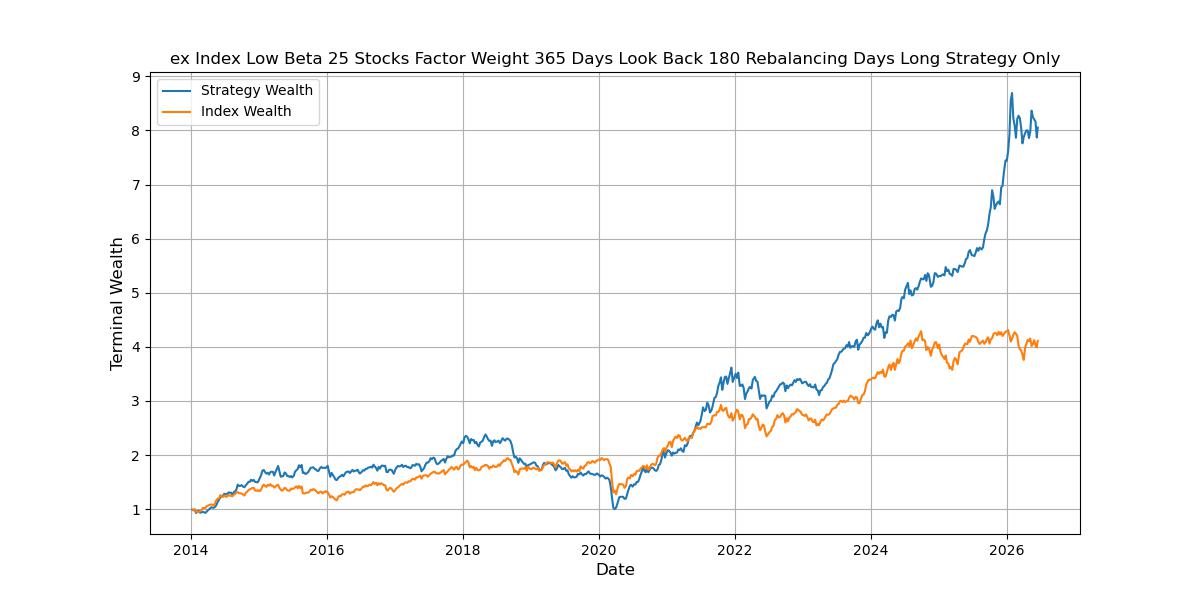 ex Index Low Beta 25 Stocks Factor Weight 365 Days Look Back 180 Rebalancing Days Long Strategy Only
Strategy Wealth
Index Wealth
Terminal Wealth
9
8
7
6
5
4
3
2
1
2014 2016 2018 2020 2022 2024 2026
Date